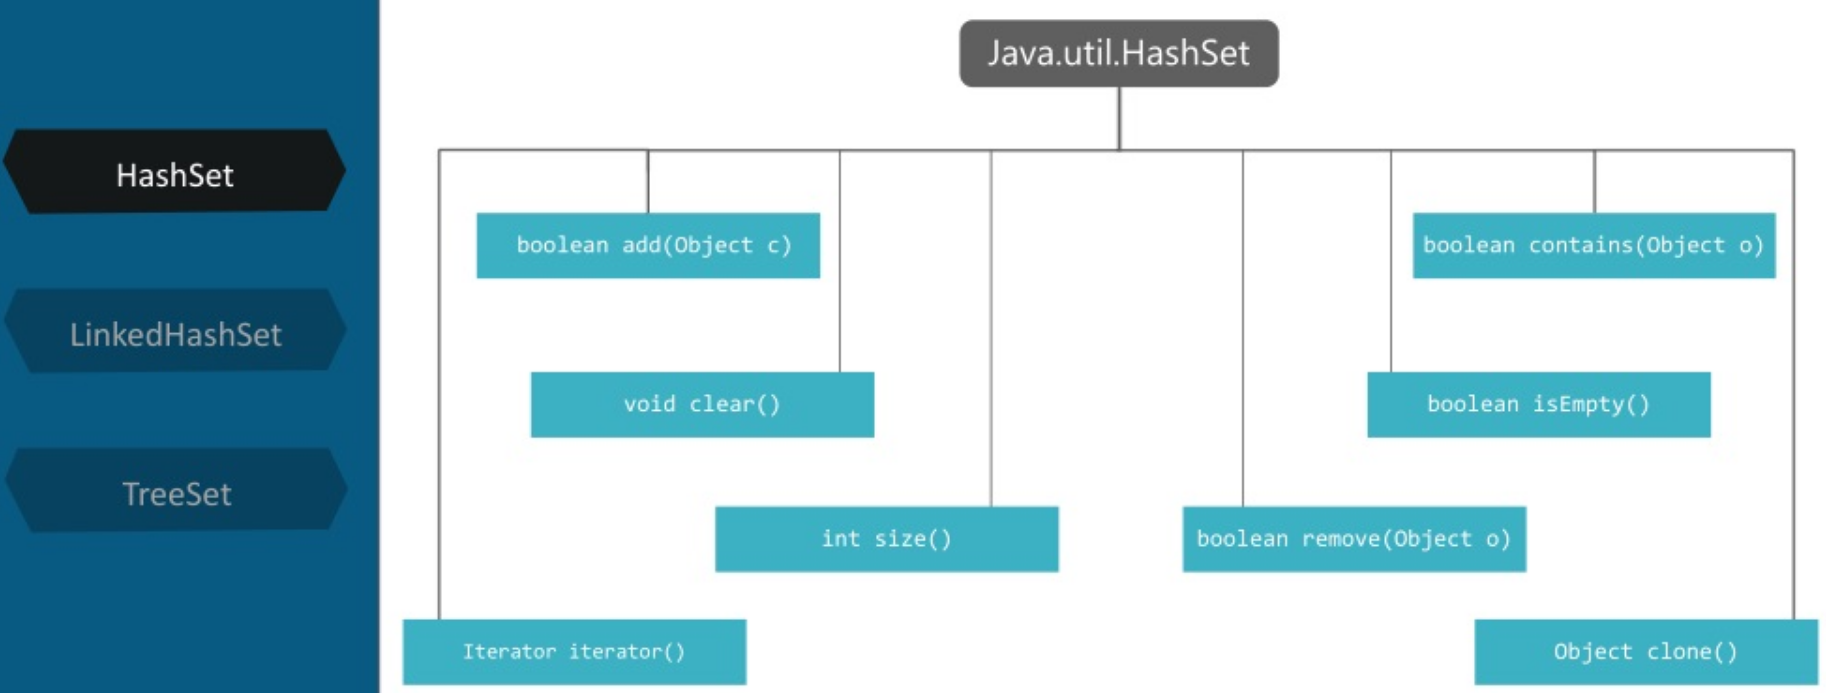 HashSet
LinkedHashSet
TreeSet
Java.util.HashSet
boolean add(Object c)
boolean contains(Object o)
void clear()
boolean isEmpty()
int size()
boolean remove(Object o)
Iterator iterator()
Object clone()